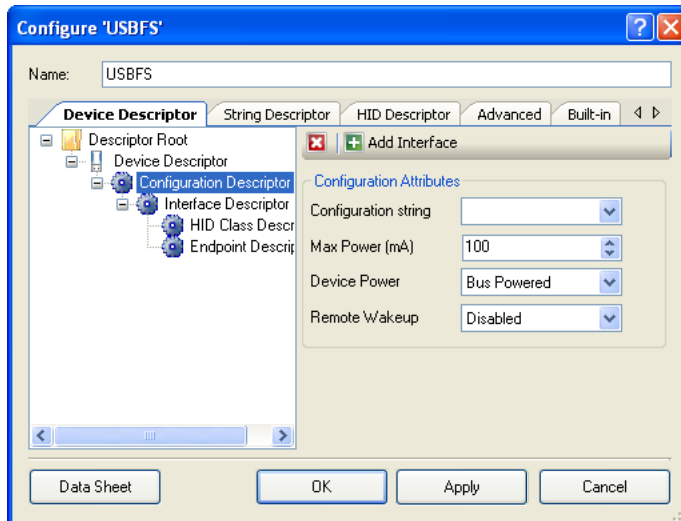 Configure 'USBFS'
Name: USBFS
Device Descriptor String Descriptor HID Descriptor Advanced Built-in
Descriptor Root
Device Descriptor
Configuration Descriptor
Interface Descriptor
HID Class Descr
Endpoint Descrip
Add Interface
Configuration Attributes
Configuration string
Max Power (mA) 100
Device Power Bus Powered
Remote Wakeup Disabled
Data Sheet OK Apply Cancel